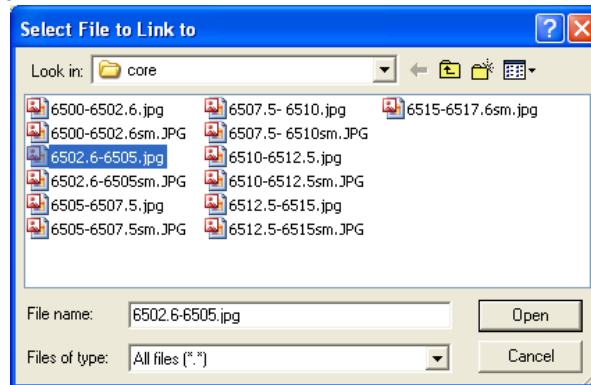 Select File to Link to
Look in: core
6500-6502.6.jpg
6500-6502.6sm.JPG
6502.6-6505.jpg
6502.6-6505sm.JPG
6505-6507.5.jpg
6505-6507.5sm.JPG
6507.5- 6510.jpg
6507.5- 6510sm.JPG
6510-6512.5.jpg
6510-6512.5sm.JPG
6512.5-6515.jpg
6512.5-6515sm.JPG
6515-6517.6sm.jpg
File name: 6502.6-6505.jpg Open
Files of type: All files (*.*) Cancel